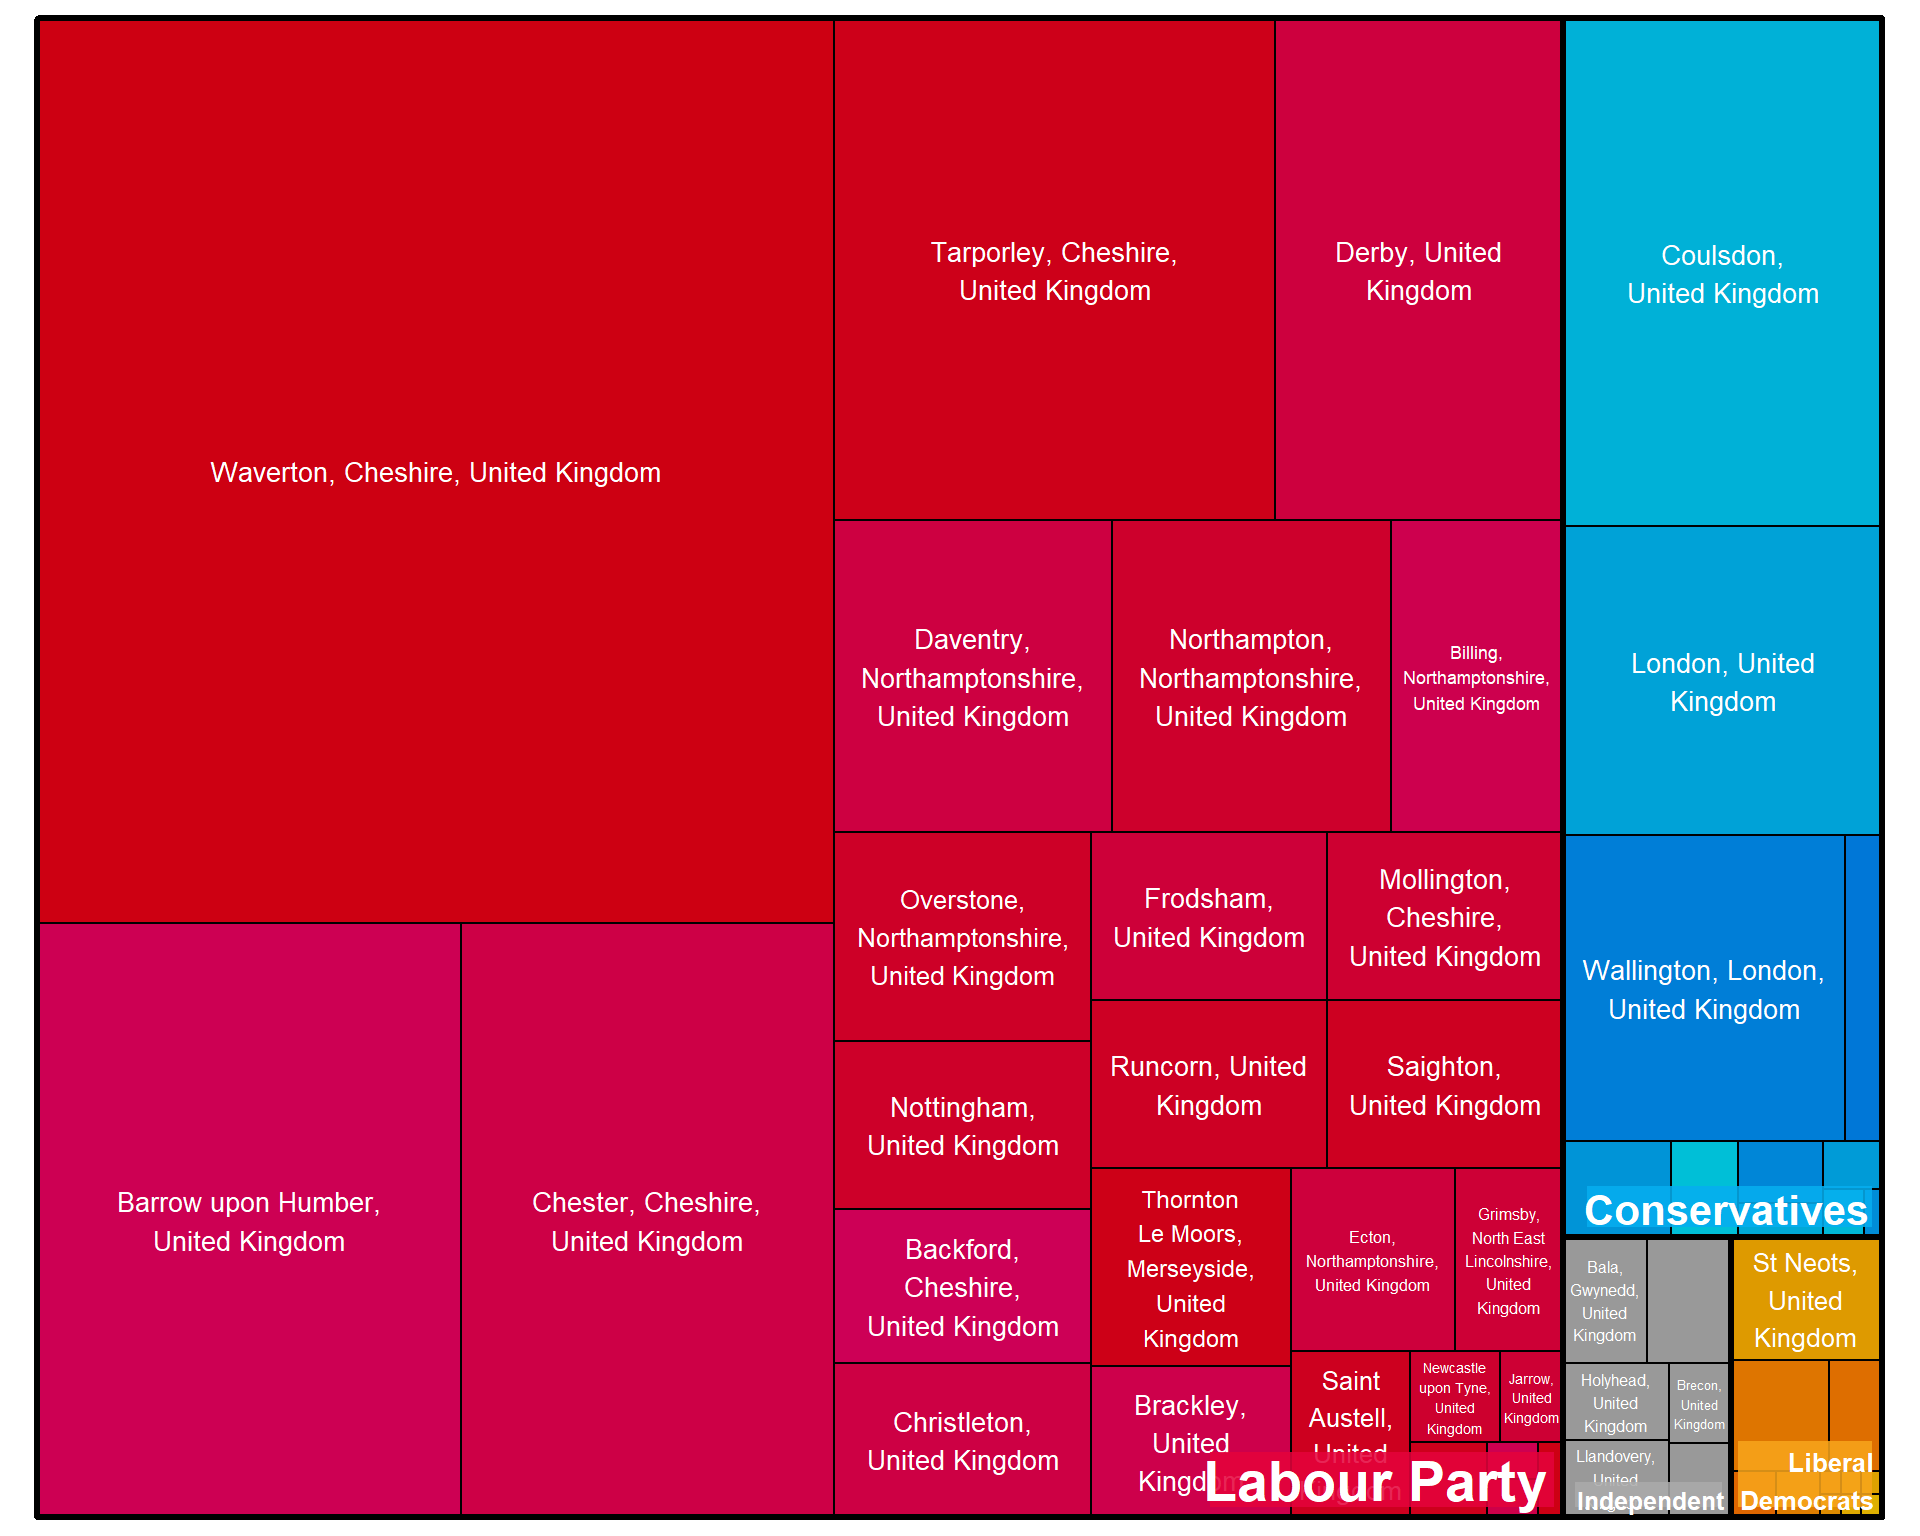 Waverton, Cheshire, United Kingdom
Barrow upon Humber,
United Kingdom
Chester, Cheshire,
United Kingdom
Tarporley, Cheshire,
United Kingdom
Derby, United
Kingdom
Daventry,
Northamptonshire,
United Kingdom
Northampton,
Northamptonshire,
United Kingdom
Billing,
Northamptonshire,
United Kingdom
Overstone,
Northamptonshire,
United Kingdom
Nottingham,
United Kingdom
Backford,
Cheshire,
United Kingdom
Christleton,
United Kingdom
Frodsham,
United Kingdom
Mollington,
Cheshire,
United Kingdom
Runcorn, United
Kingdom
Saighton,
United Kingdom
Thornton
Le Moors,
Merseyside,
United
Kingdom
Brackley,
United
Kingdom
Ecton,
Northamptonshire,
United Kingdom
Grimsby,
North East
Lincolnshire,
United
Kingdom
Saint
Austell,
United
Kingdom
Newcastle
upon Tyne,
United
Kingdom
Jarrow,
United
Kingdom
Labour Party
Coulsdon,
United Kingdom
London, United
Kingdom
Wallington, London,
United Kingdom
Conservatives
Bala,
Gwynedd,
United
Kingdom
Holyhead,
United
Kingdom
Brecon,
United
Kingdom
Llandovery,
United
Independent
St Neots,
United
Kingdom
Liberal
Democrats